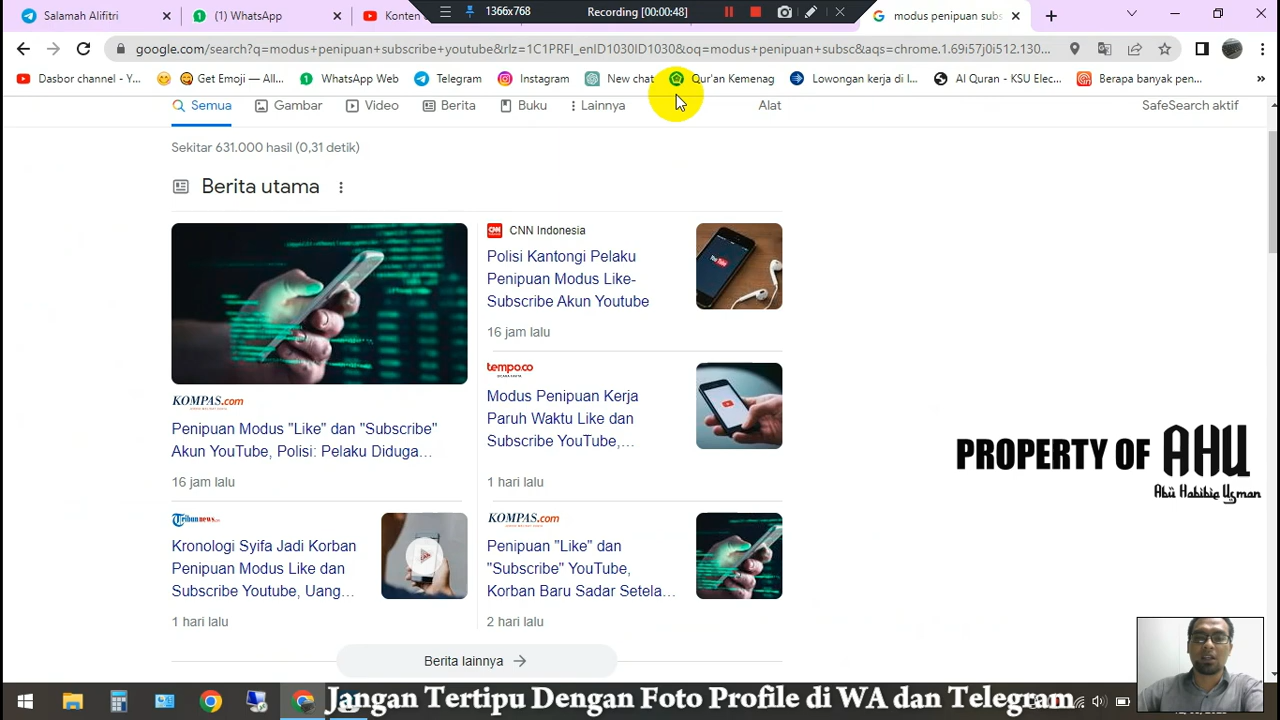 Salamah Alifitri
(1) WhatsApp
Konten
1366x768
Recording [00:00:48]
modus penipuan subs
google.com/search?q=modus+penipuan+subscribe+youtube&rlz=1C1PRFI_enID1030ID1030&oq=modus+penipuan+subsc&aqs=chrome.1.69i57j0i512.130...
Dasbor channel - Y...
Get Emoji — All...
WhatsApp Web
Telegram
Instagram
New chat
Qur'an Kemenag
Lowongan kerja di I...
Al Quran - KSU Elec...
Berapa banyak pen...
Semua
Gambar
Video
Berita
Buku
Lainnya
Alat
SafeSearch aktif
Sekitar 631.000 hasil (0,31 detik)
Berita utama
KOMPAS.com
Penipuan Modus "Like" dan "Subscribe"
Akun YouTube, Polisi: Pelaku Diduga...
16 jam lalu
CNN Indonesia
Polisi Kantongi Pelaku
Penipuan Modus Like-
Subscribe Akun Youtube
16 jam lalu
tempo.co
Modus Penipuan Kerja
Paruh Waktu Like dan
Subscribe YouTube,...
1 hari lalu
Tribunnews.com
Kronologi Syifa Jadi Korban
Penipuan Modus Like dan
Subscribe Youtube, Uang...
1 hari lalu
KOMPAS.com
Penipuan "Like" dan
"Subscribe" YouTube,
Korban Baru Sadar Setela...
2 hari lalu
Berita lainnya
PROPERTY OF AHU
Abu Habibie Usman
Jangan Tertipu Dengan Foto Profile di WA dan Telegram